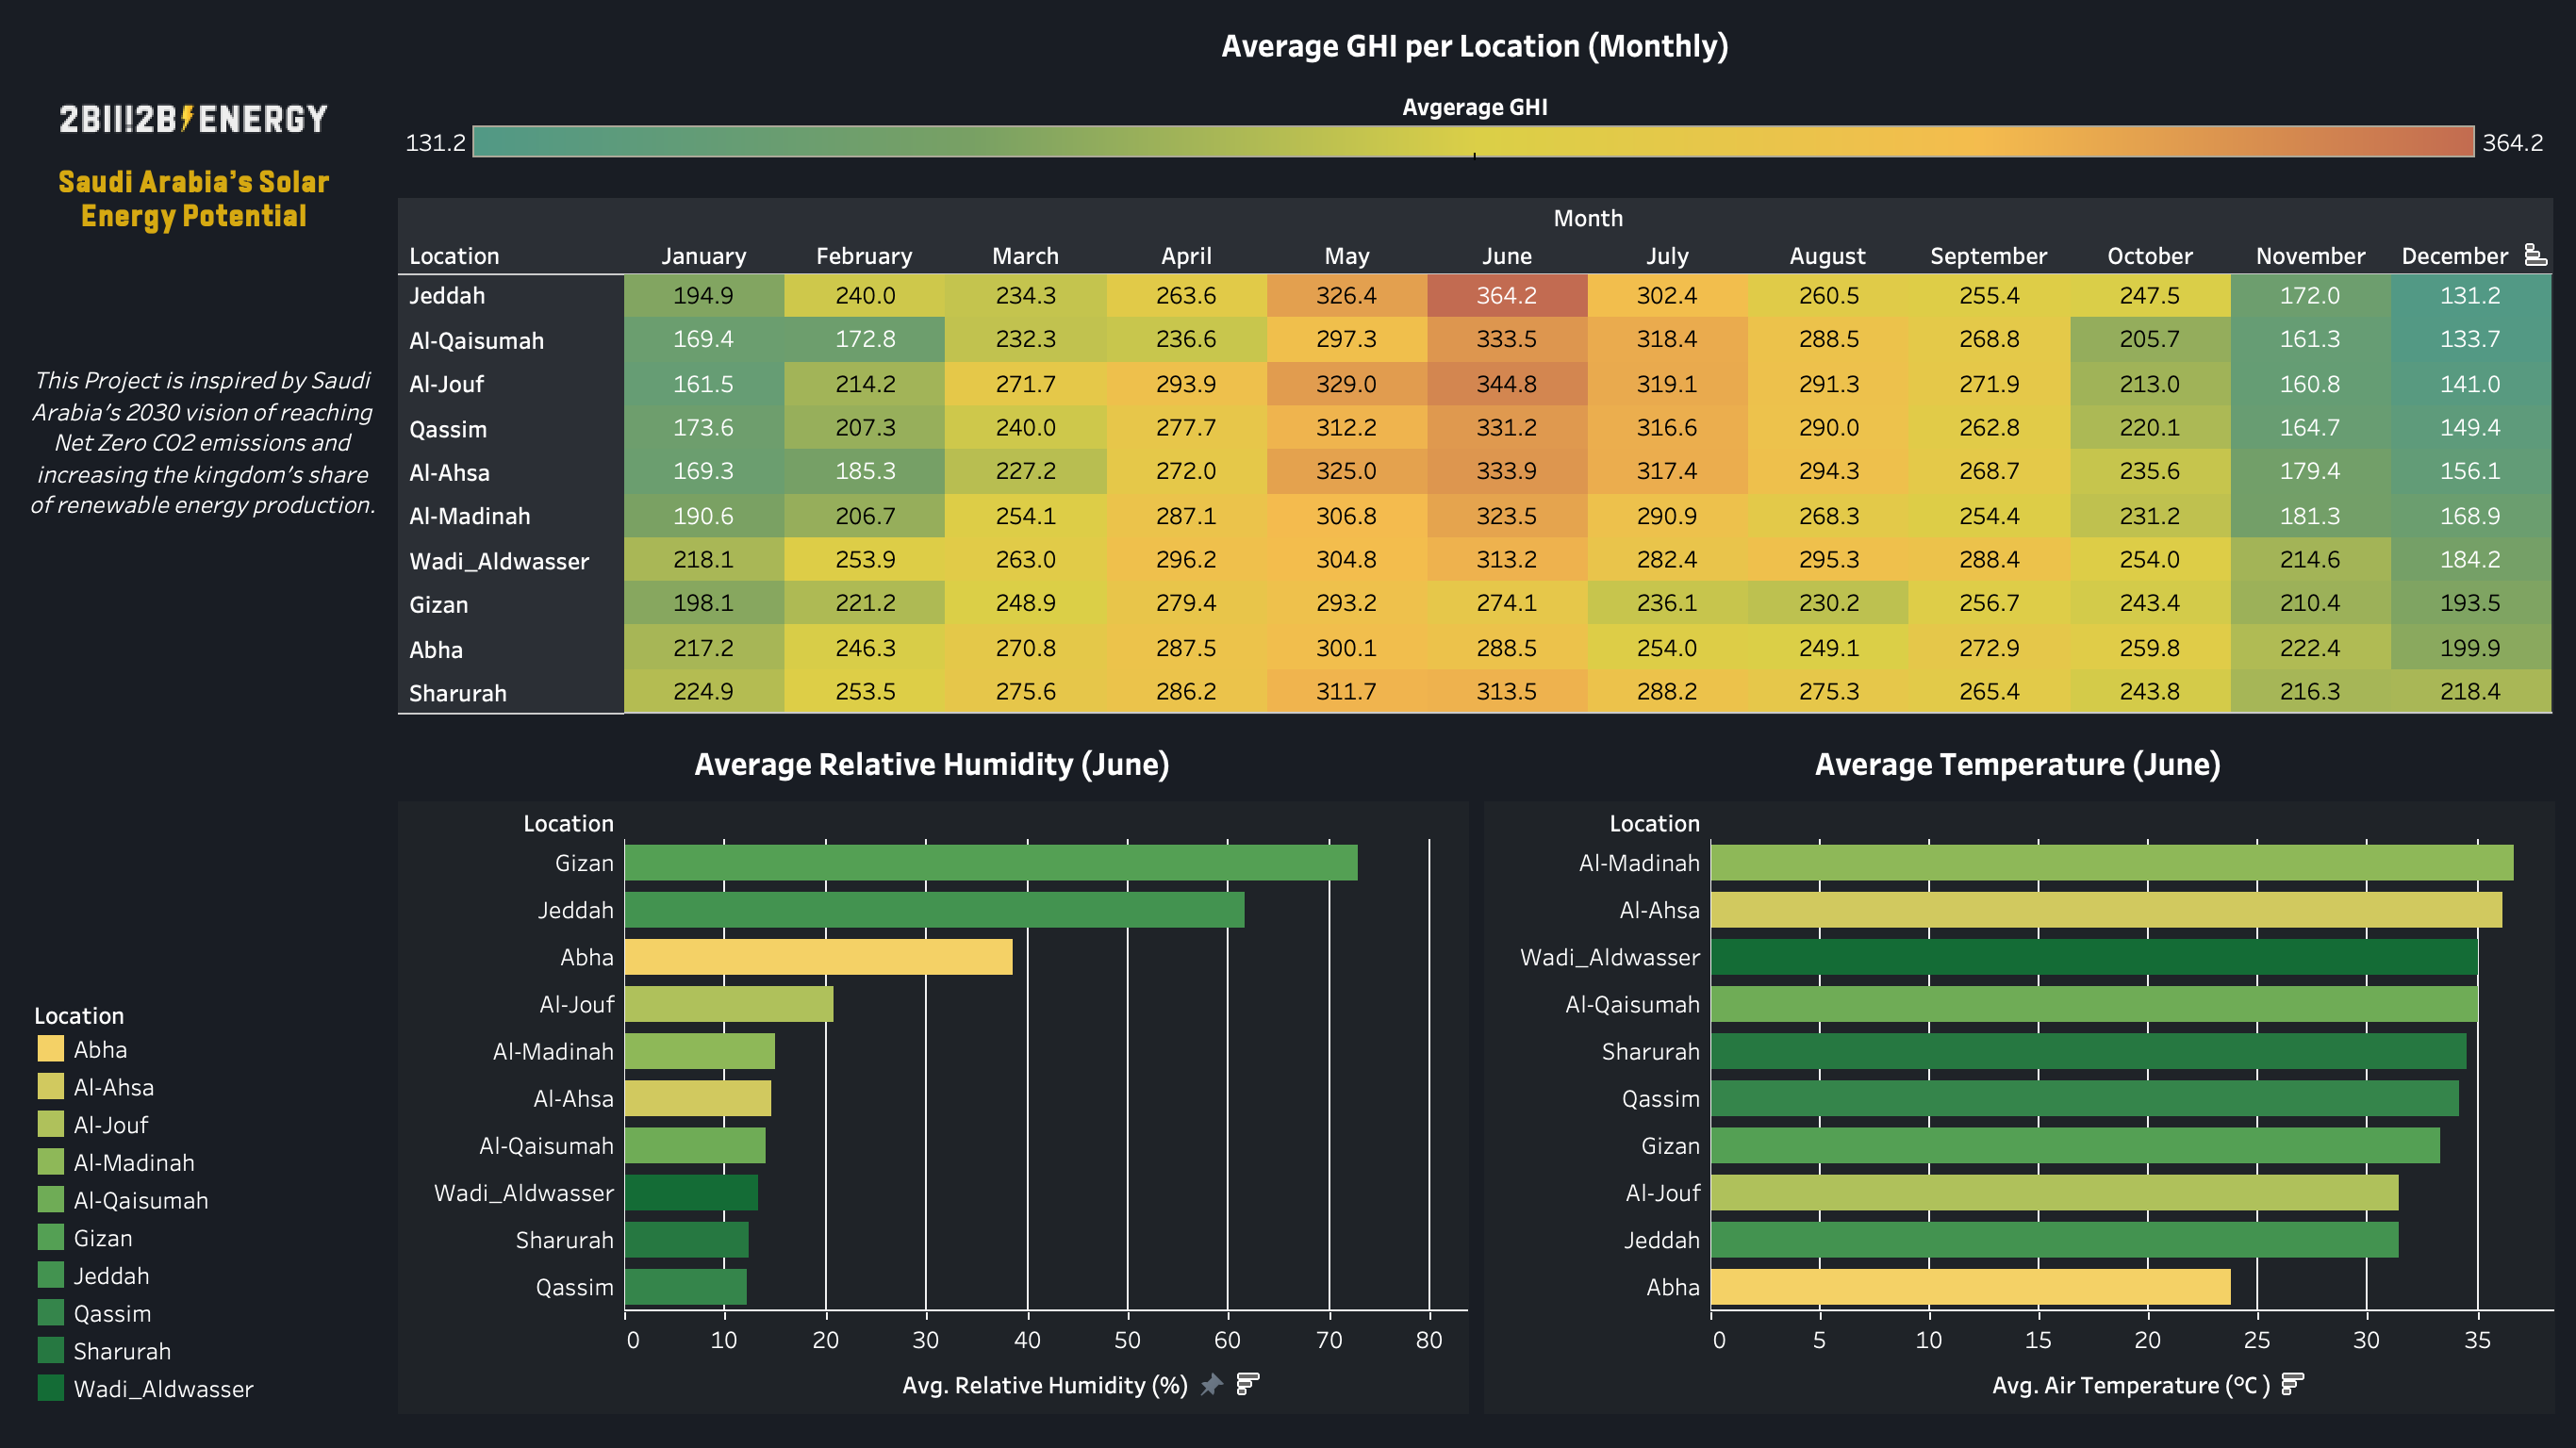 2BII!2B⚡ENERGY
Saudi Arabia's Solar
Energy Potential
This Project is inspired by Saudi
Arabia's 2030 vision of reaching
Net Zero CO2 emissions and
increasing the kingdom's share
of renewable energy production.
Average GHI per Location (Monthly)
Avgerage GHI
131.2 364.2
Month
Location January February March April May June July August September October November December
Jeddah 194.9 240.0 234.3 263.6 326.4 364.2 302.4 260.5 255.4 247.5 172.0 131.2
Al-Qaisumah 169.4 172.8 232.3 236.6 297.3 333.5 318.4 288.5 268.8 205.7 161.3 133.7
Al-Jouf 161.5 214.2 271.7 293.9 329.0 344.8 319.1 291.3 271.9 213.0 160.8 141.0
Qassim 173.6 207.3 240.0 277.7 312.2 331.2 316.6 290.0 262.8 220.1 164.7 149.4
Al-Ahsa 169.3 185.3 227.2 272.0 325.0 333.9 317.4 294.3 268.7 235.6 179.4 156.1
Al-Madinah 190.6 206.7 254.1 287.1 306.8 323.5 290.9 268.3 254.4 231.2 181.3 168.9
Wadi_Aldwasser 218.1 253.9 263.0 296.2 304.8 313.2 282.4 295.3 288.4 254.0 214.6 184.2
Gizan 198.1 221.2 248.9 279.4 293.2 274.1 236.1 230.2 256.7 243.4 210.4 193.5
Abha 217.2 246.3 270.8 287.5 300.1 288.5 254.0 249.1 272.9 259.8 222.4 199.9
Sharurah 224.9 253.5 275.6 286.2 311.7 313.5 288.2 275.3 265.4 243.8 216.3 218.4
Average Relative Humidity (June)
Location
Gizan
Jeddah
Abha
Al-Jouf
Al-Madinah
Al-Ahsa
Al-Qaisumah
Wadi_Aldwasser
Sharurah
Qassim
0 10 20 30 40 50 60 70 80
Avg. Relative Humidity (%)
Average Temperature (June)
Location
Al-Madinah
Al-Ahsa
Wadi_Aldwasser
Al-Qaisumah
Sharurah
Qassim
Gizan
Al-Jouf
Jeddah
Abha
0 5 10 15 20 25 30 35
Avg. Air Temperature (°C )
Location
Abha
Al-Ahsa
Al-Jouf
Al-Madinah
Al-Qaisumah
Gizan
Jeddah
Qassim
Sharurah
Wadi_Aldwasser